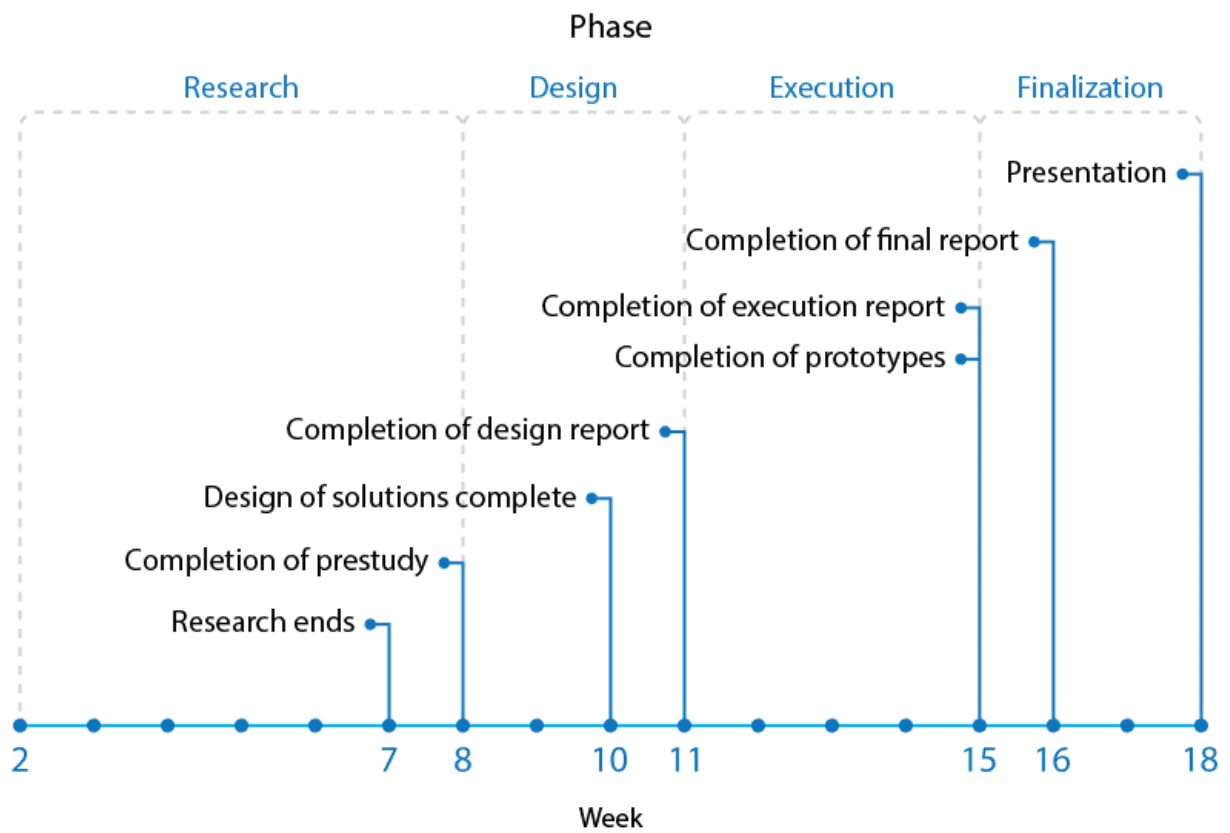 Phase
Research Design Execution Finalization
Presentation
Completion of final report
Completion of execution report
Completion of prototypes
Completion of design report
Design of solutions complete
Completion of prestudy
Research ends
2 7 8 10 11 15 16 18
Week